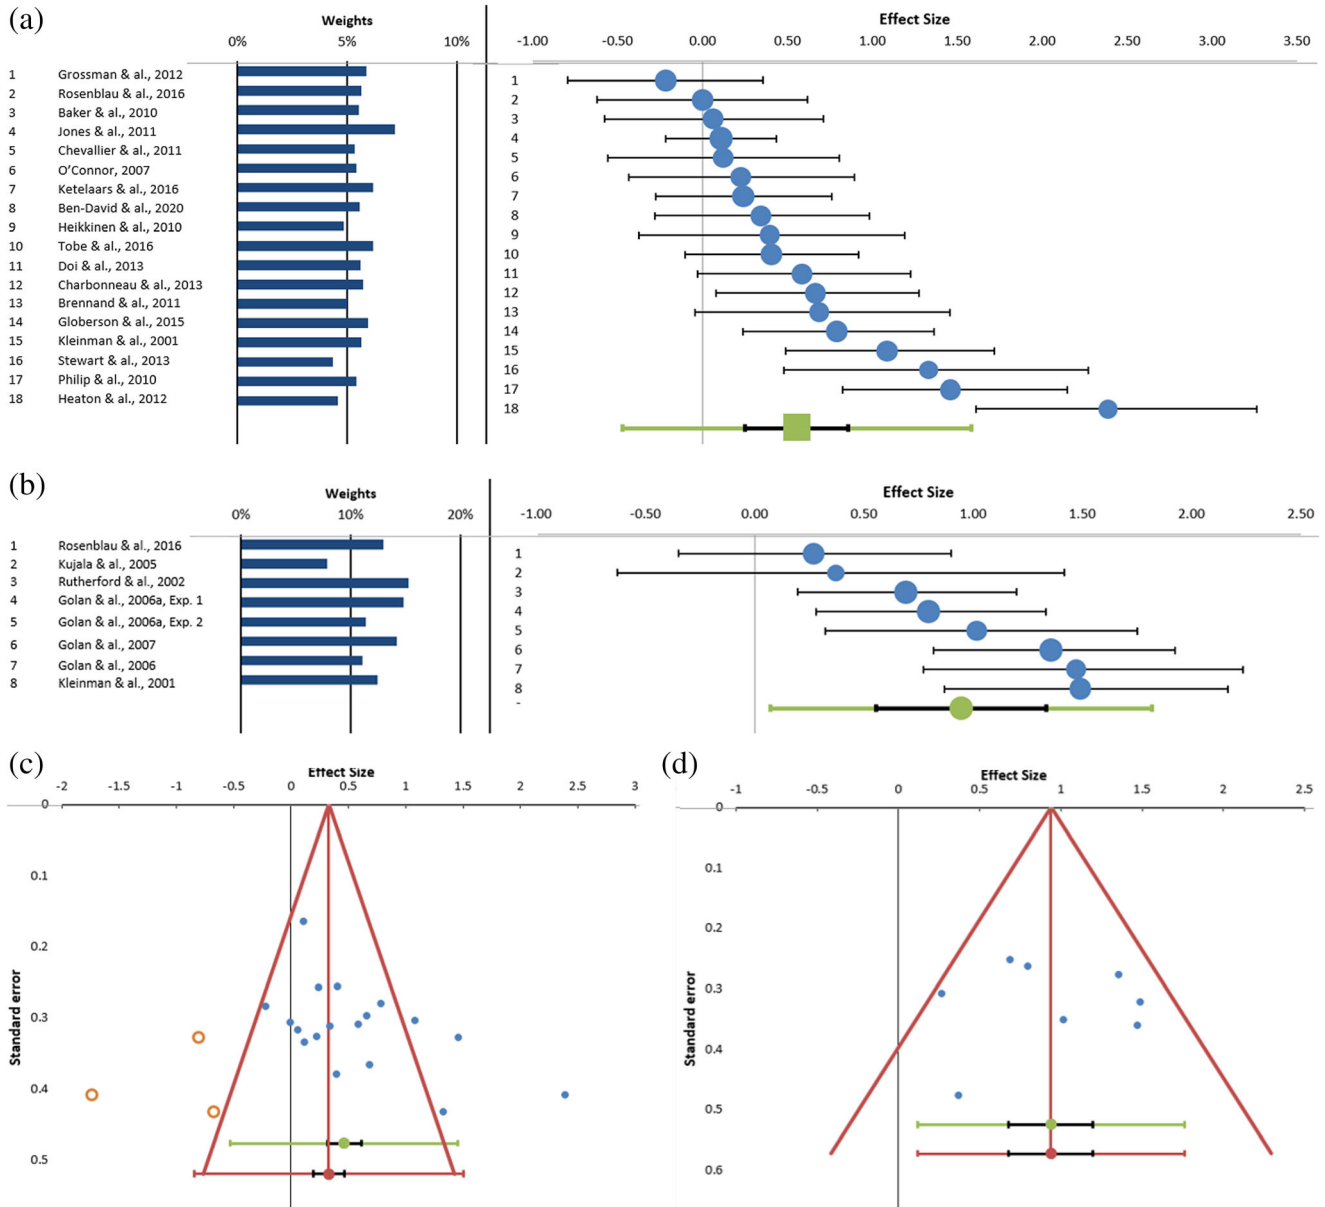 (a)
Weights
Effect Size
0% 5% 10%
-1.00 -0.50 0.00 0.50 1.00 1.50 2.00 2.50 3.00 3.50
1 Grossman & al., 2012
2 Rosenblau & al., 2016
3 Baker & al., 2010
4 Jones & al., 2011
5 Chevallier & al., 2011
6 O'Connor, 2007
7 Ketelaars & al., 2016
8 Ben-David & al., 2020
9 Heikkinen & al., 2010
10 Tobe & al., 2016
11 Doi & al., 2013
12 Charbonneau & al., 2013
13 Brennand & al., 2011
14 Globerson & al., 2015
15 Kleinman & al., 2001
16 Stewart & al., 2013
17 Philip & al., 2010
18 Heaton & al., 2012
1
2
3
4
5
6
7
8
9
10
11
12
13
14
15
16
17
18
(b)
Weights
Effect Size
0% 10% 20%
-1.00 -0.50 0.00 0.50 1.00 1.50 2.00 2.50
1 Rosenblau & al., 2016
2 Kujala & al., 2005
3 Rutherford & al., 2002
4 Golan & al., 2006a, Exp. 1
5 Golan & al., 2006a, Exp. 2
6 Golan & al., 2007
7 Golan & al., 2006
8 Kleinman & al., 2001
1
2
3
4
5
6
7
8
-
(c)
Effect Size
-2 -1.5 -1 -0.5 0 0.5 1 1.5 2 2.5 3
0
0.1
0.2
0.3
0.4
0.5
Standard error
(d)
Effect Size
-1 -0.5 0 0.5 1 1.5 2 2.5
0
0.1
0.2
0.3
0.4
0.5
0.6
Standard error